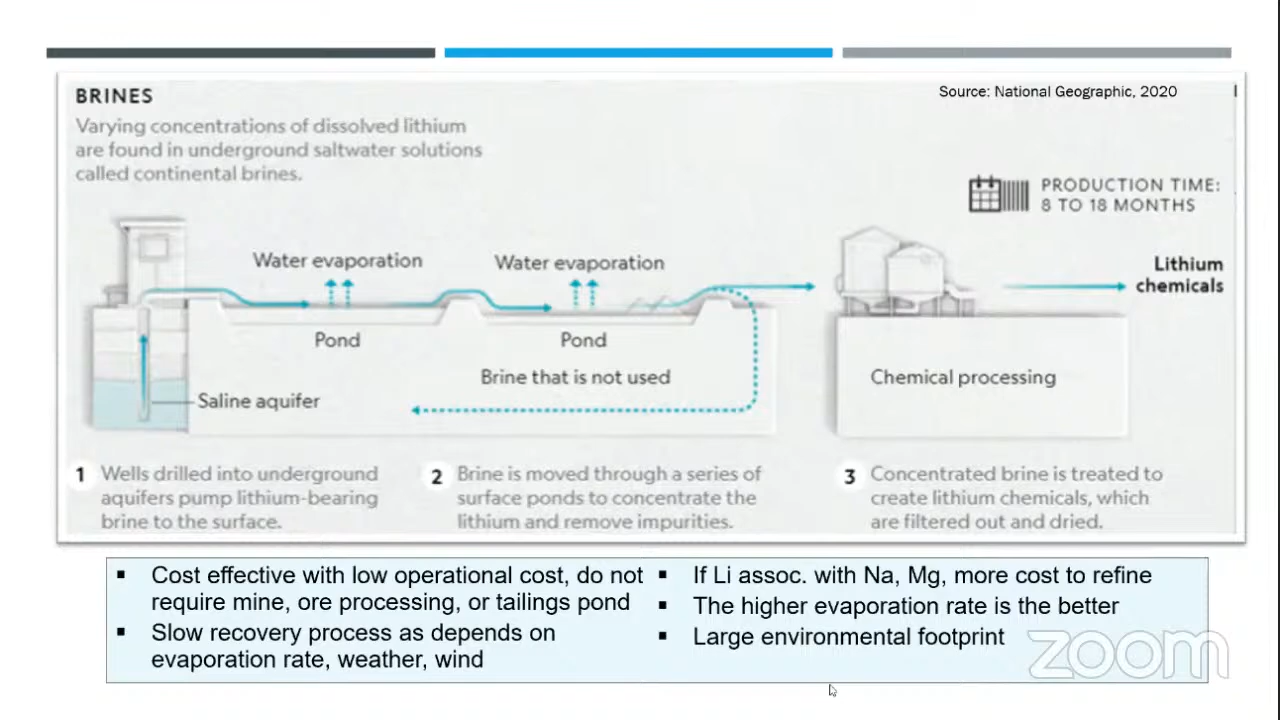 BRINES
Source: National Geographic, 2020
Varying concentrations of dissolved lithium
are found in underground saltwater solutions
called continental brines.
PRODUCTION TIME:
8 TO 18 MONTHS
Water evaporation
Water evaporation
Lithium
chemicals
Pond
Pond
Brine that is not used
Chemical processing
Saline aquifer
1 Wells drilled into underground
aquifers pump lithium-bearing
brine to the surface.
2 Brine is moved through a series of
surface ponds to concentrate the
lithium and remove impurities.
3 Concentrated brine is treated to
create lithium chemicals, which
are filtered out and dried.
▪ Cost effective with low operational cost, do not
require mine, ore processing, or tailings pond
▪ Slow recovery process as depends on
evaporation rate, weather, wind
▪ If Li assoc. with Na, Mg, more cost to refine
▪ The higher evaporation rate is the better
▪ Large environmental footprint
zoom